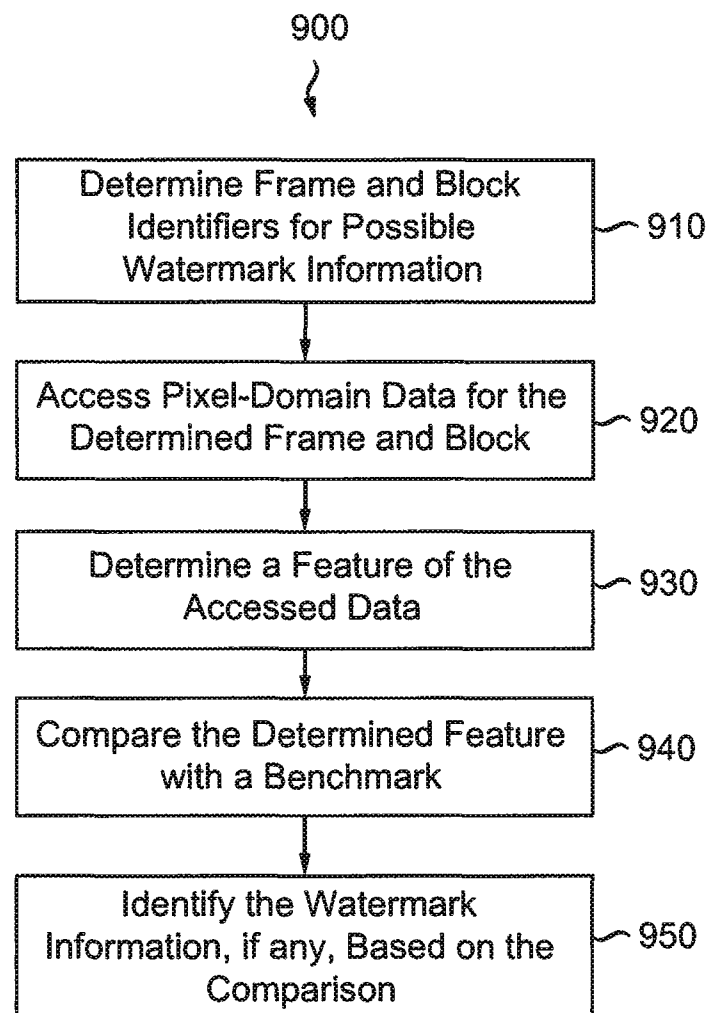 900
Determine Frame and Block
Identifiers for Possible
Watermark Information
910
Access Pixel-Domain Data for the
Determined Frame and Block
920
Determine a Feature of the
Accessed Data
930
Compare the Determined Feature
with a Benchmark
940
Identify the Watermark
Information, if any, Based on the
Comparison
950